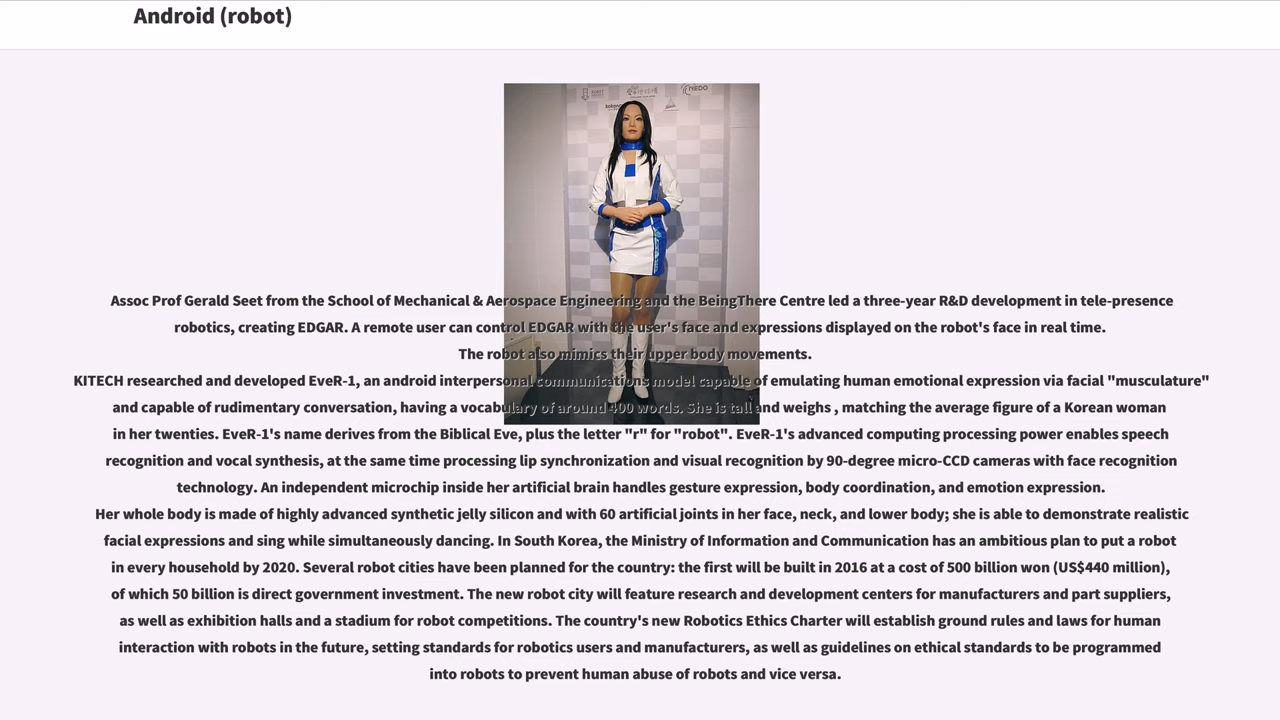 Android (robot)
NEDO
Assoc Prof Gerald Seet from the School of Mechanical & Aerospace Engineering and the BeingThere Centre led a three-year R&D development in tele-presence
robotics, creating EDGAR. A remote user can control EDGAR with the user's face and expressions displayed on the robot's face in real time.
The robot also mimics their upper body movements.
KITECH researched and developed EveR-1, an android interpersonal communications model capable of emulating human emotional expression via facial "musculature"
and capable of rudimentary conversation, having a vocabulary of around 400 words. She is tall and weighs , matching the average figure of a Korean woman
in her twenties. EveR-1's name derives from the Biblical Eve, plus the letter "r" for "robot". EveR-1's advanced computing processing power enables speech
recognition and vocal synthesis, at the same time processing lip synchronization and visual recognition by 90-degree micro-CCD cameras with face recognition
technology. An independent microchip inside her artificial brain handles gesture expression, body coordination, and emotion expression.
Her whole body is made of highly advanced synthetic jelly silicon and with 60 artificial joints in her face, neck, and lower body; she is able to demonstrate realistic
facial expressions and sing while simultaneously dancing. In South Korea, the Ministry of Information and Communication has an ambitious plan to put a robot
in every household by 2020. Several robot cities have been planned for the country: the first will be built in 2016 at a cost of 500 billion won (US$440 million),
of which 50 billion is direct government investment. The new robot city will feature research and development centers for manufacturers and part suppliers,
as well as exhibition halls and a stadium for robot competitions. The country's new Robotics Ethics Charter will establish ground rules and laws for human
interaction with robots in the future, setting standards for robotics users and manufacturers, as well as guidelines on ethical standards to be programmed
into robots to prevent human abuse of robots and vice versa.